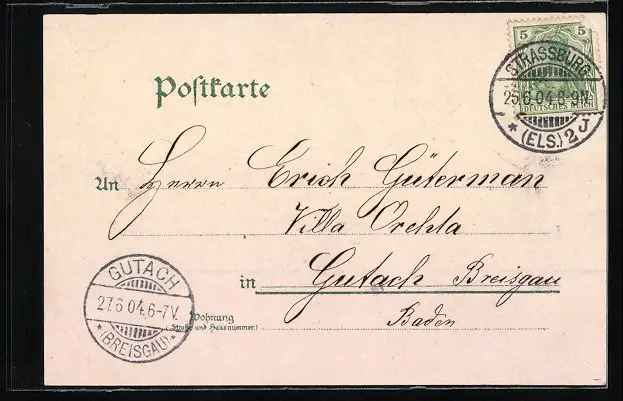 Postkarte
5 5
DEUTSCHES REICH
STRASSBURG
25.6.04.8-9N.
* (ELS.) 2 J
An Herrn Erich Güterman
Villa
in Gutach Breisgau
Wohnung
(Straße und Hausnummer)
Baden
GUTACH
27.6 04.6-7V.
* (BREISGAU) *